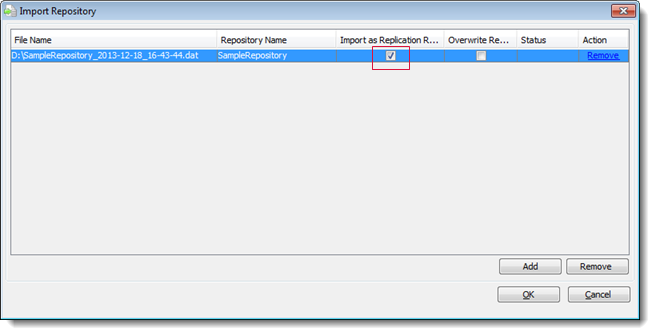 Import Repository
File Name Repository Name Import as Replication R... Overwrite Re... Status Action
D:\SampleRepository_2013-12-18_16-43-44.dat SampleRepository Remove
Add Remove
OK Cancel